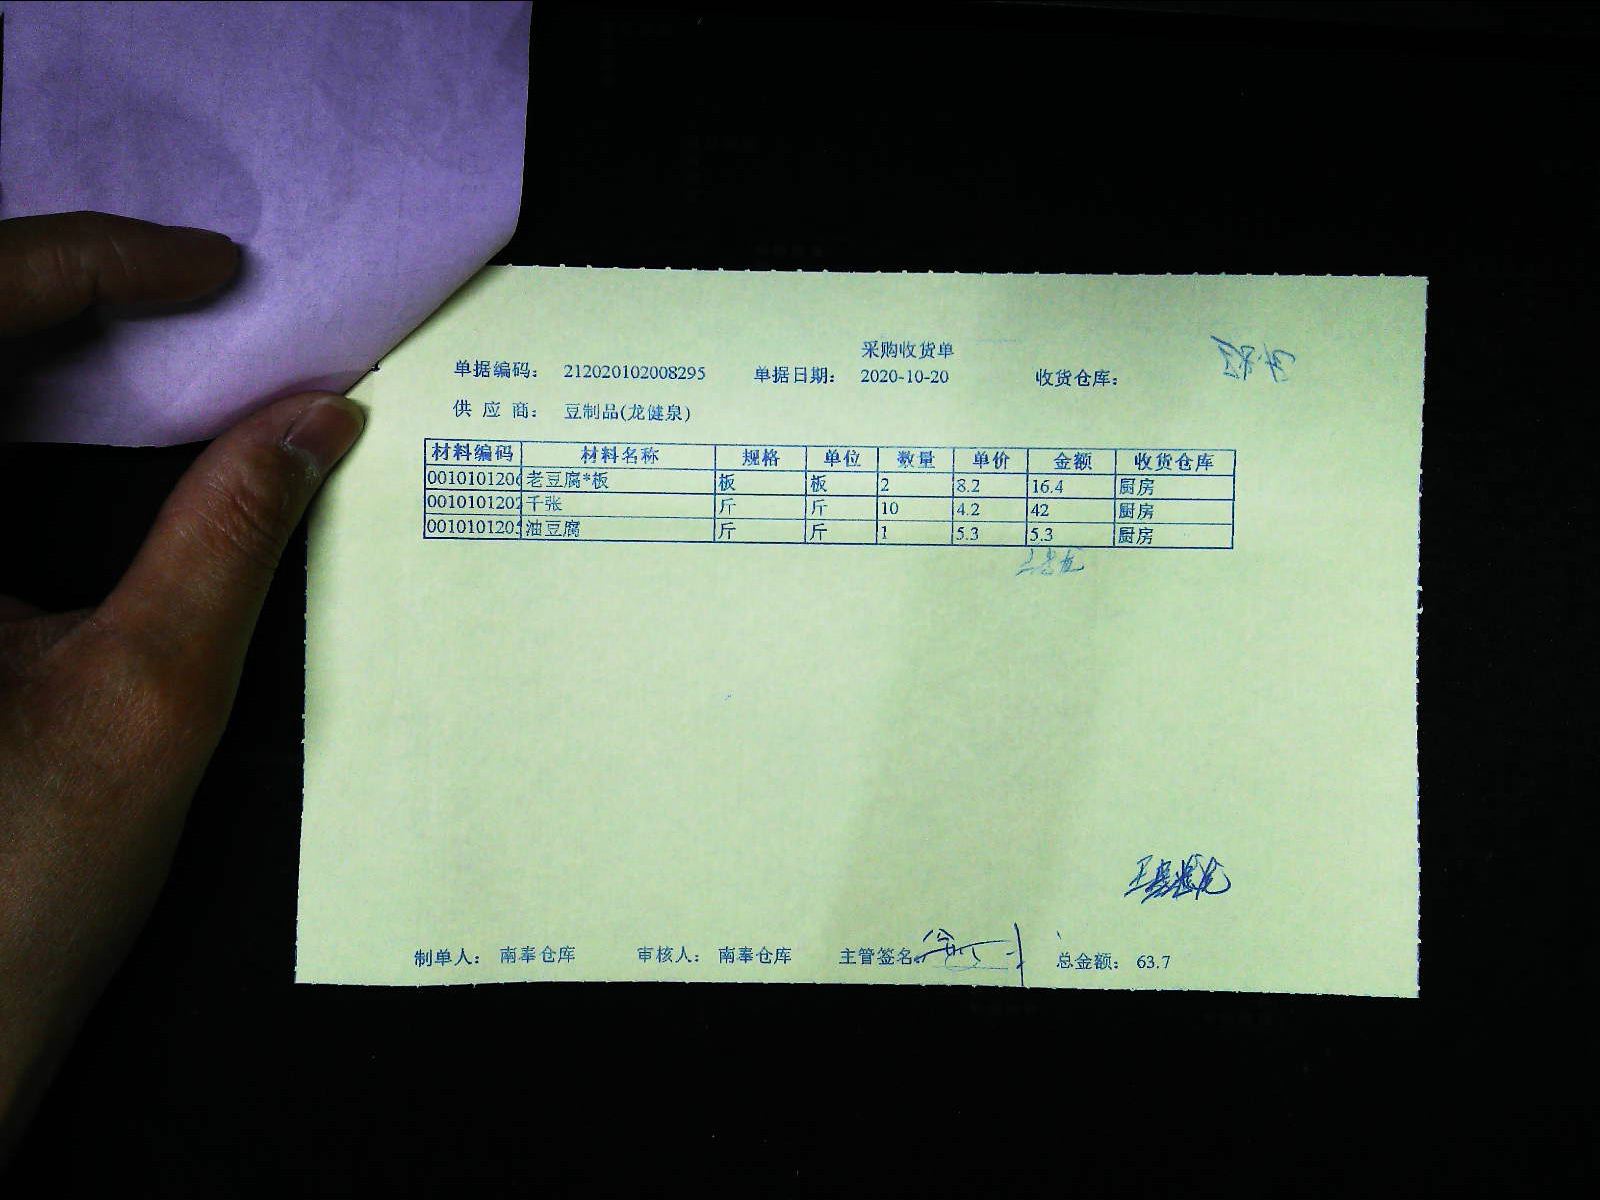 采购收货单
单据编码： 212020102008295 单据日期： 2020-10-20 收货仓库：
供 应 商： 豆制品(龙健泉)
材料编码 材料名称 规格 单位 数量 单价 金额 收货仓库
001010120 老豆腐*板 板 板 2 8.2 16.4 厨房
001010120 千张 斤 斤 10 4.2 42 厨房
001010120 油豆腐 斤 斤 1 5.3 5.3 厨房
制单人： 南奉仓库 审核人： 南奉仓库 主管签名： 总金额： 63.7